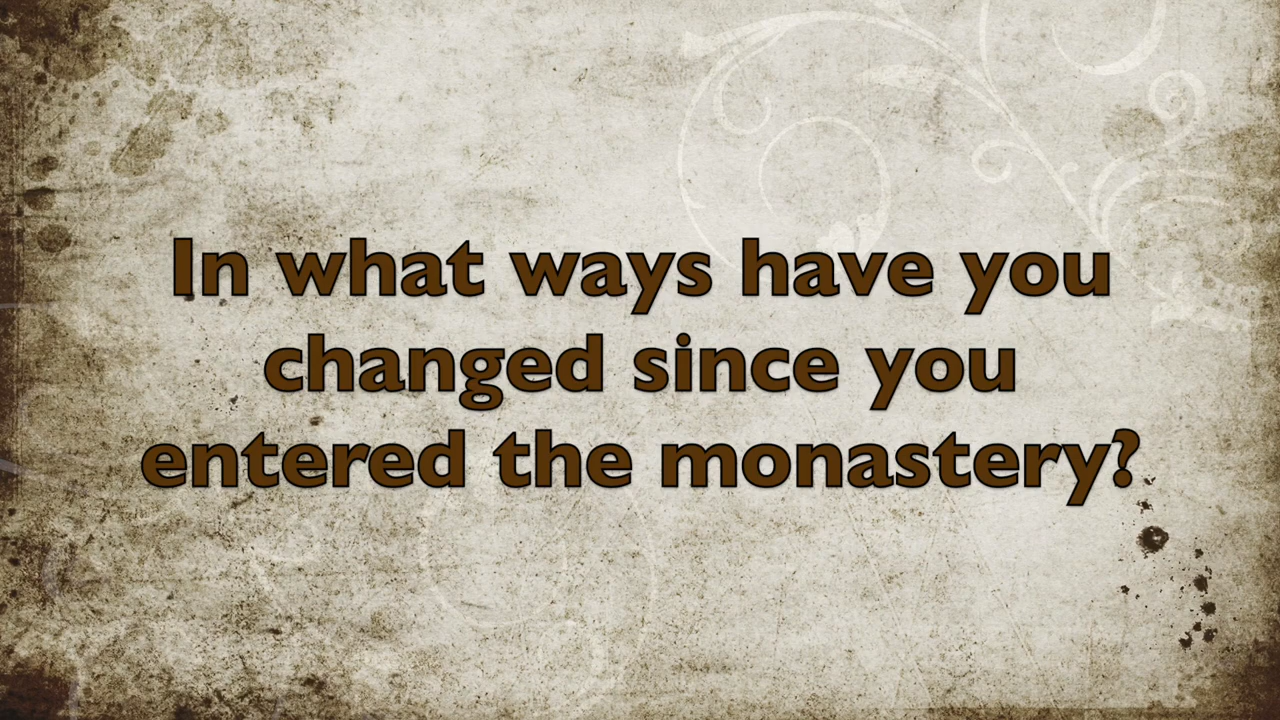 In what ways have you
changed since you
entered the monastery?